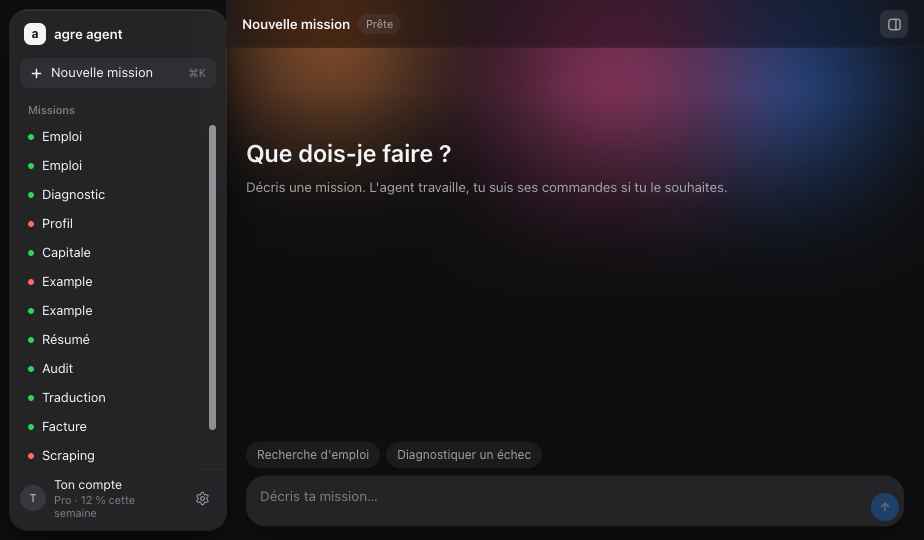 a agre agent
Nouvelle mission ⌘K
Missions
Emploi
Emploi
Diagnostic
Profil
Capitale
Example
Example
Résumé
Audit
Traduction
Facture
Scraping
T
Ton compte
Pro · 12 % cette
semaine
Nouvelle mission Prête
Que dois-je faire ?
Décris une mission. L'agent travaille, tu suis ses commandes si tu le souhaites.
Recherche d'emploi Diagnostiquer un échec
Décris ta mission...